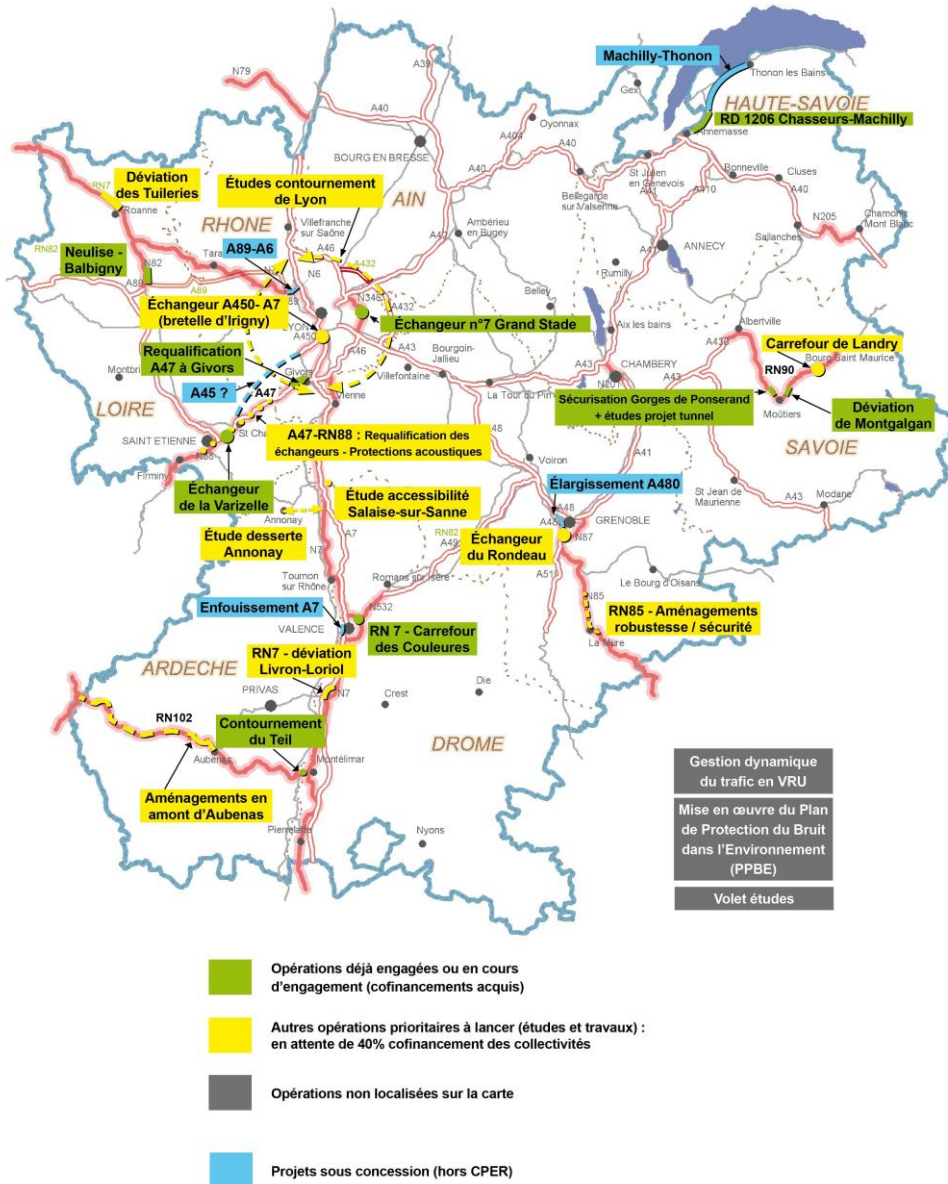 Machilly-Thonon
Thonon les Bains
HAUTE-SAVOIE
RD 1206 Chasseurs-Machilly
Annemasse
Gex
N79
A39
A40
Oyonnax
A404
A40
BOURG EN BRESSE
A40
St Julien
en Genevois
Bellegarde
sur Valserine
A41
A410
Bonneville
Cluses
A40
N205
Chamonix
Mont Blanc
Sallanches
ANNECY
A41
Rumilly
RN7
Déviation
des Tuileries
Roanne
RHONE
Études contournement
de Lyon
AIN
Villefranche
sur Saône
Ambérieu
en Bugey
A42
A46
A432
N6
A89-A6
RN82
Neulise -
Balbigny
N82
A89
A89
Tara
89
N346
A432
Belley
Échangeur A450- A7
(bretelle d'Irigny)
LYON
A450
Échangeur n°7 Grand Stade
Aix les bains
Albertville
A430
Carrefour de Landry
Bourg Saint Maurice
RN90
Requalification
A47 à Givors
A46
A43
Bourgoin-
Jallieu
Villefontaine
La Tour du Pin
A43
CHAMBERY
N201
A43
Sécurisation Gorges de Ponserand
+ études projet tunnel
Moûtiers
Déviation
de Montgalgan
SAVOIE
Montbri
Givors
Vienne
A45 ?
A47
LOIRE
SAINT ETIENNE
St Cha
A47-RN88 : Requalification des
échangeurs - Protections acoustiques
N88
Firminy
48
Voiron
A41
Échangeur
de la Varizelle
Élargissement A480
St Jean de
Maurienne
A43
Modane
Étude accessibilité
Salaise-sur-Sanne
Annonay
Étude desserte
Annonay
N7
A7
RN82
A49
Échangeur
du Rondeau
A48
A480
GRENOBLE
N87
Tournon
sur Rhône
Romans sur Isère
A51
Le Bourg d'Oisans
Enfouissement A7
N532
VALENCE
RN 7 - Carrefour
des Couleures
N85
RN85 - Aménagements
robustesse / sécurité
La Mure
RN7 - déviation
Livron-Loriol
ARDECHE
PRIVAS
N7
Crest
Die
RN102
Contournement
du Teil
DROME
Aubenas
Montélimar
Aménagements en
amont d'Aubenas
Pierrelatte
Nyons
Gestion dynamique
du trafic en VRU
Mise en œuvre du Plan
de Protection du Bruit
dans l'Environnement
(PPBE)
Volet études
Opérations déjà engagées ou en cours
d'engagement (cofinancements acquis)
Autres opérations prioritaires à lancer (études et travaux) :
en attente de 40% cofinancement des collectivités
Opérations non localisées sur la carte
Projets sous concession (hors CPER)